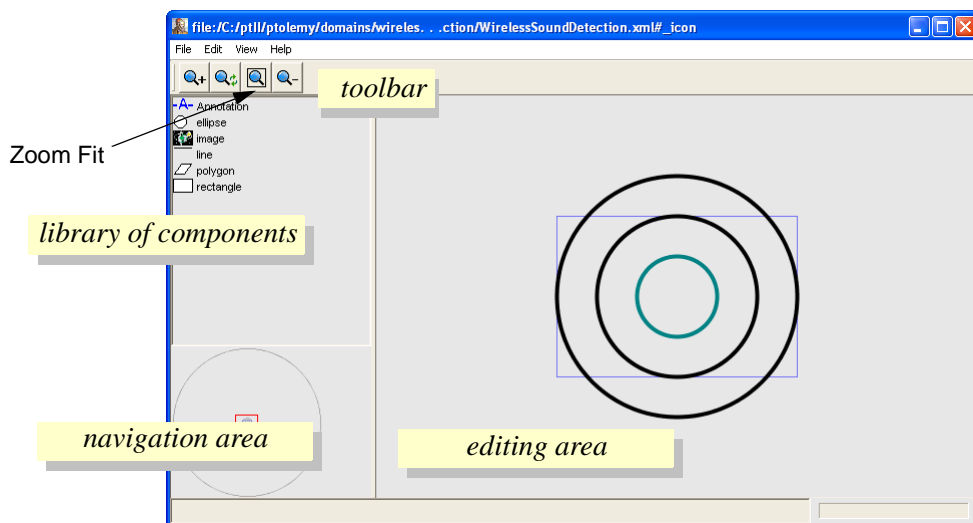 file:/C:/ptII/ptolemy/domains/wireles. . .ction/WirelessSoundDetection.xml#_icon
File Edit View Help
toolbar
-A- Annotation
ellipse
image
line
polygon
rectangle
Zoom Fit
library of components
navigation area
editing area